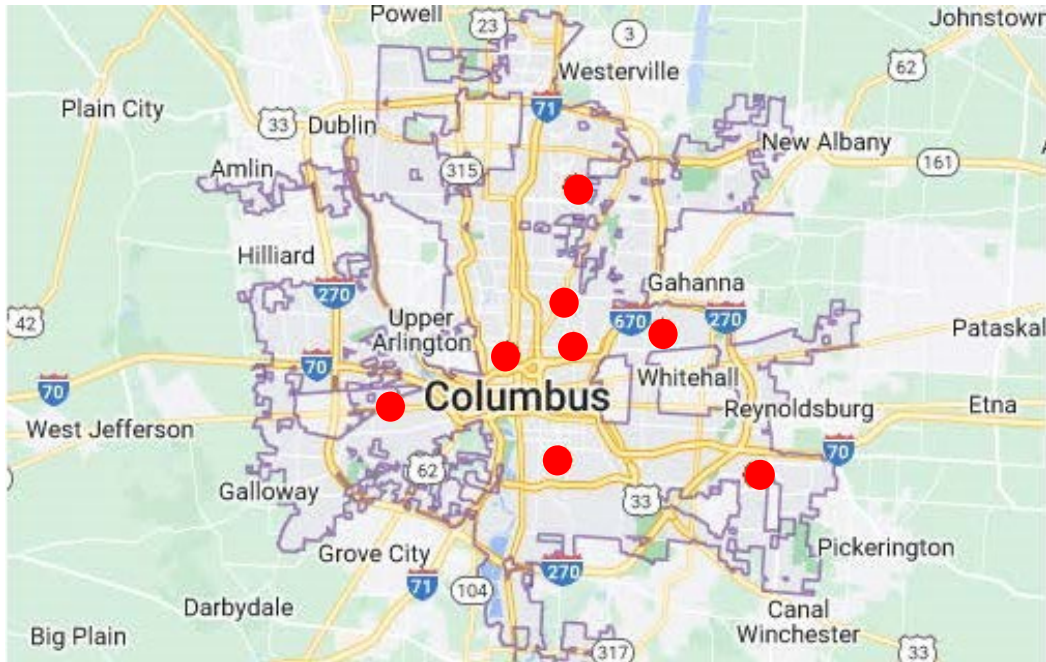 Powell
Johnstown
23
3
62
Westerville
Plain City
71
33
Dublin
New Albany
161
315
Amlin
Hilliard
Gahanna
270
42
Upper
Arlington
670
270
Pataskal
70
70
Whitehall
Columbus
Reynoldsburg
Etna
West Jefferson
70
62
Galloway
33
Grove City
Pickerington
270
71
104
Darbydale
Canal
Winchester
Big Plain
317
33